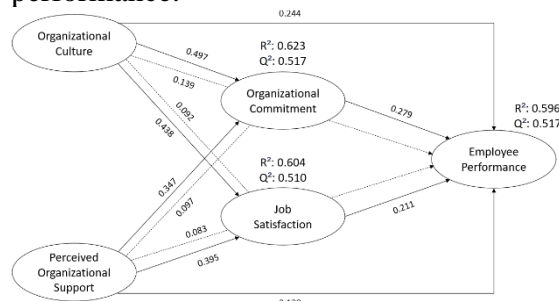 performance.
0.244
Organizational
Culture
0.497
R²: 0.623
Q²: 0.517
0.139
Organizational
Commitment
0.092
0.438
0.279
R²: 0.596
Q²: 0.517
Employee
Performance
R²: 0.604
Q²: 0.510
0.347
0.097
Job
Satisfaction
0.211
0.083
0.395
Perceived
Organizational
Support